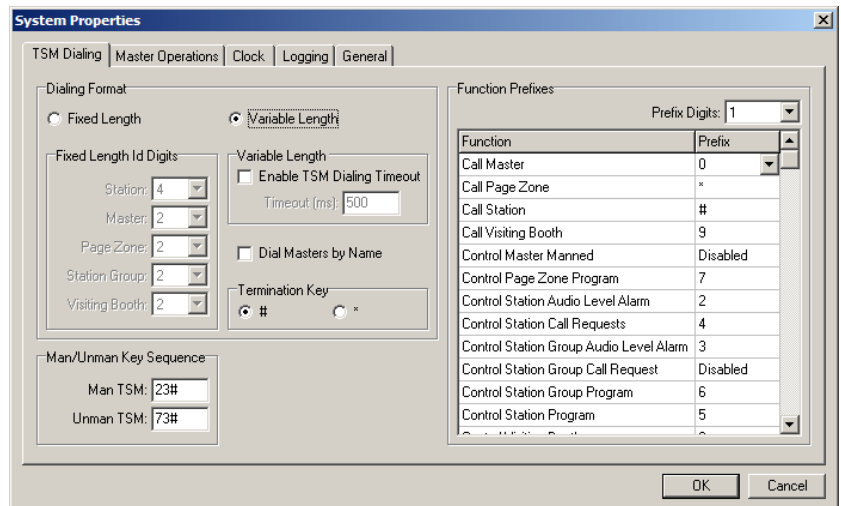 System Properties
TSM Dialing Master Operations Clock Logging General
Dialing Format
Fixed Length Variable Length
Fixed Length Id Digits
Station: 4
Master: 2
Page Zone: 2
Station Group: 2
Visiting Booth: 2
Variable Length
Enable TSM Dialing Timeout
Timeout (ms): 500
Dial Masters by Name
Termination Key
# *
Man/Unman Key Sequence
Man TSM: 23#
Unman TSM: 73#
Function Prefixes
Prefix Digits: 1
Function Prefix
Call Master 0
Call Page Zone *
Call Station #
Call Visiting Booth 9
Control Master Manned Disabled
Control Page Zone Program 7
Control Station Audio Level Alarm 2
Control Station Call Requests 4
Control Station Group Audio Level Alarm 3
Control Station Group Call Request Disabled
Control Station Group Program 6
Control Station Program 5
OK Cancel